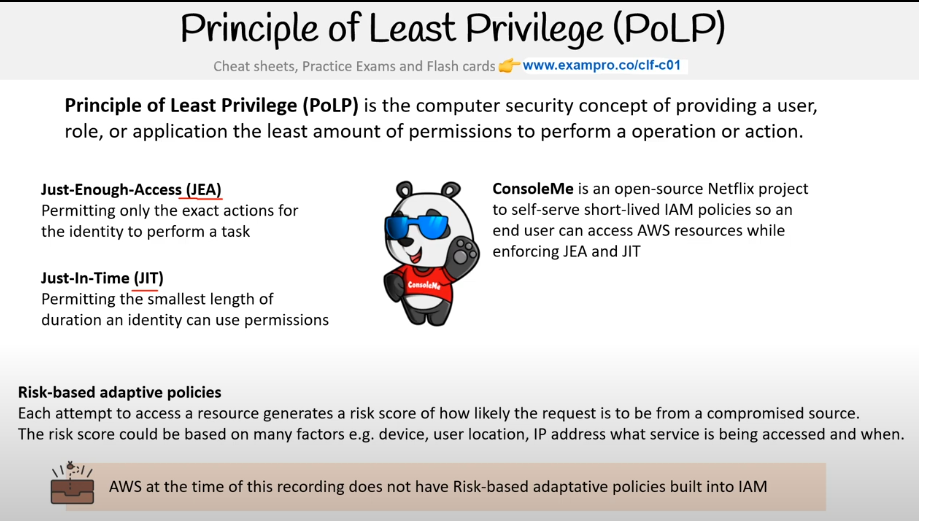 Principle of Least Privilege (PoLP)
Cheat sheets, Practice Exams and Flash cards 👉 www.exampro.co/clf-c01
Principle of Least Privilege (PoLP) is the computer security concept of providing a user,
role, or application the least amount of permissions to perform a operation or action.
Just-Enough-Access (JEA)
Permitting only the exact actions for
the identity to perform a task
Just-In-Time (JIT)
Permitting the smallest length of
duration an identity can use permissions
ConsoleMe
ConsoleMe is an open-source Netflix project
to self-serve short-lived IAM policies so an
end user can access AWS resources while
enforcing JEA and JIT
Risk-based adaptive policies
Each attempt to access a resource generates a risk score of how likely the request is to be from a compromised source.
The risk score could be based on many factors e.g. device, user location, IP address what service is being accessed and when.
AWS at the time of this recording does not have Risk-based adaptative policies built into IAM